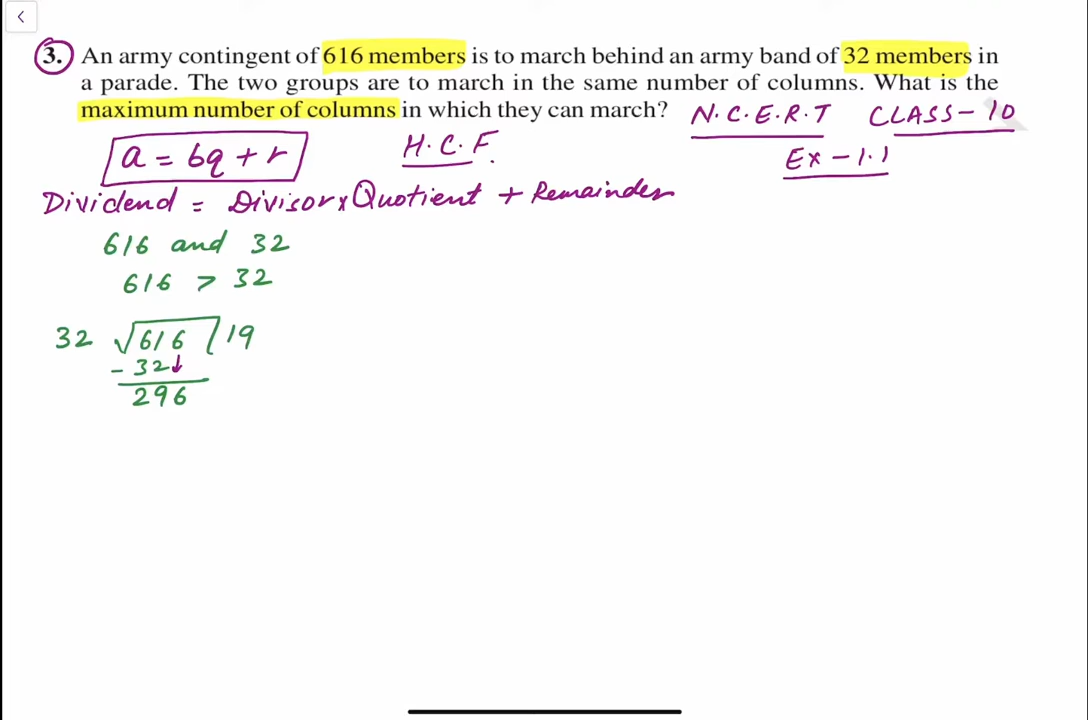 3. An army contingent of 616 members is to march behind an army band of 32 members in
a parade. The two groups are to march in the same number of columns. What is the
maximum number of columns in which they can march? N.C.E.R.T CLASS-10
a = bq + r H.C.F. Ex-1.1
Dividend = Divisor x Quotient + Remainder
616 and 32
616 > 32
32 √616 19
- 32↓
296